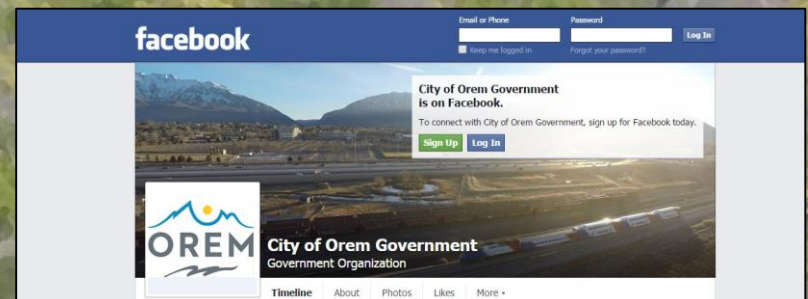 facebook
Email or Phone
Password
Log In
Keep me logged in
Forgot your password?
City of Orem Government
is on Facebook.
To connect with City of Orem Government, sign up for Facebook today.
Sign Up
Log In
OREM
City of Orem Government
Government Organization
Timeline
About
Photos
Likes
More